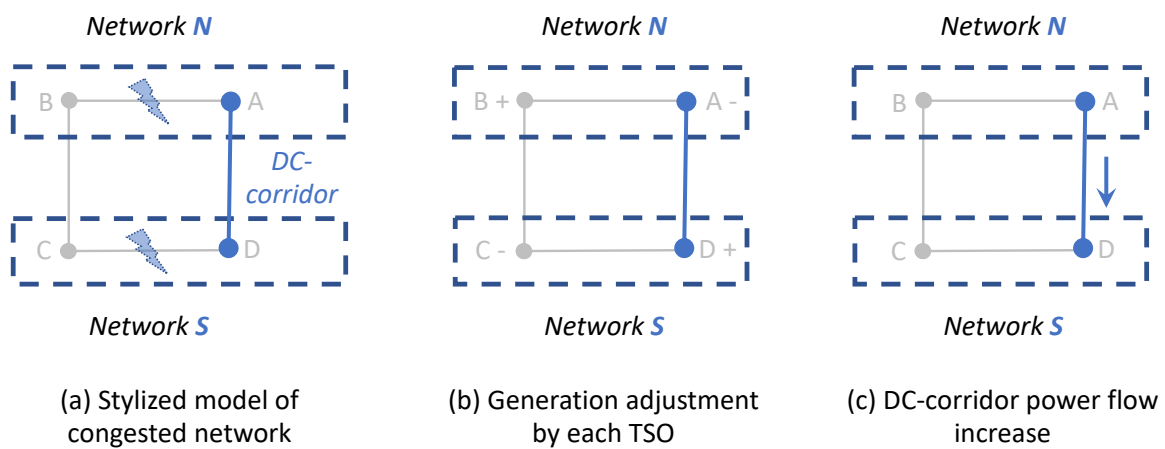 Network N
B
A
DC-
corridor
C
D
Network S
(a) Stylized model of
congested network
Network N
B +
A -
C -
D +
Network S
(b) Generation adjustment
by each TSO
Network N
B
A
C
D
Network S
(c) DC-corridor power flow
increase